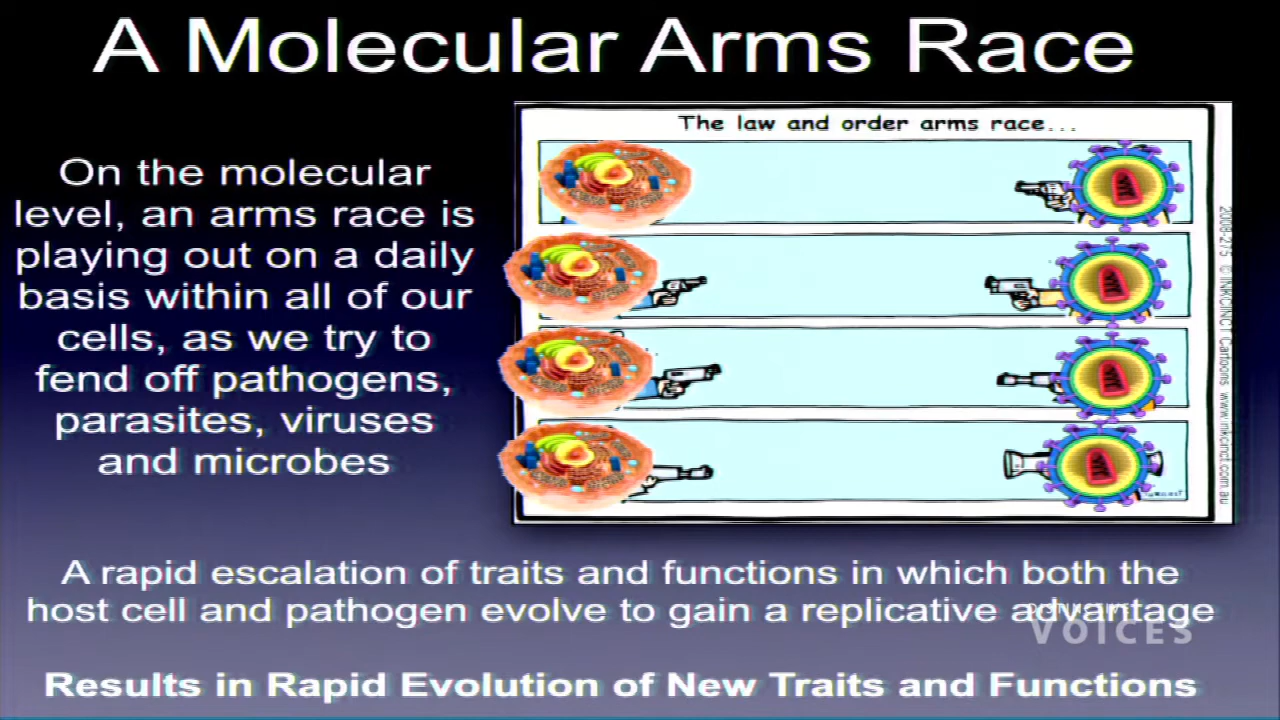 A Molecular Arms Race
On the molecular
level, an arms race is
playing out on a daily
basis within all of our
cells, as we try to
fend off pathogens,
parasites, viruses
and microbes
The law and order arms race...
2008-275 © INKCINCT Cartoons www.inkcinct.com.au
A rapid escalation of traits and functions in which both the
host cell and pathogen evolve to gain a replicative advantage
DISTINCTIVE
VOICES
Results in Rapid Evolution of New Traits and Functions